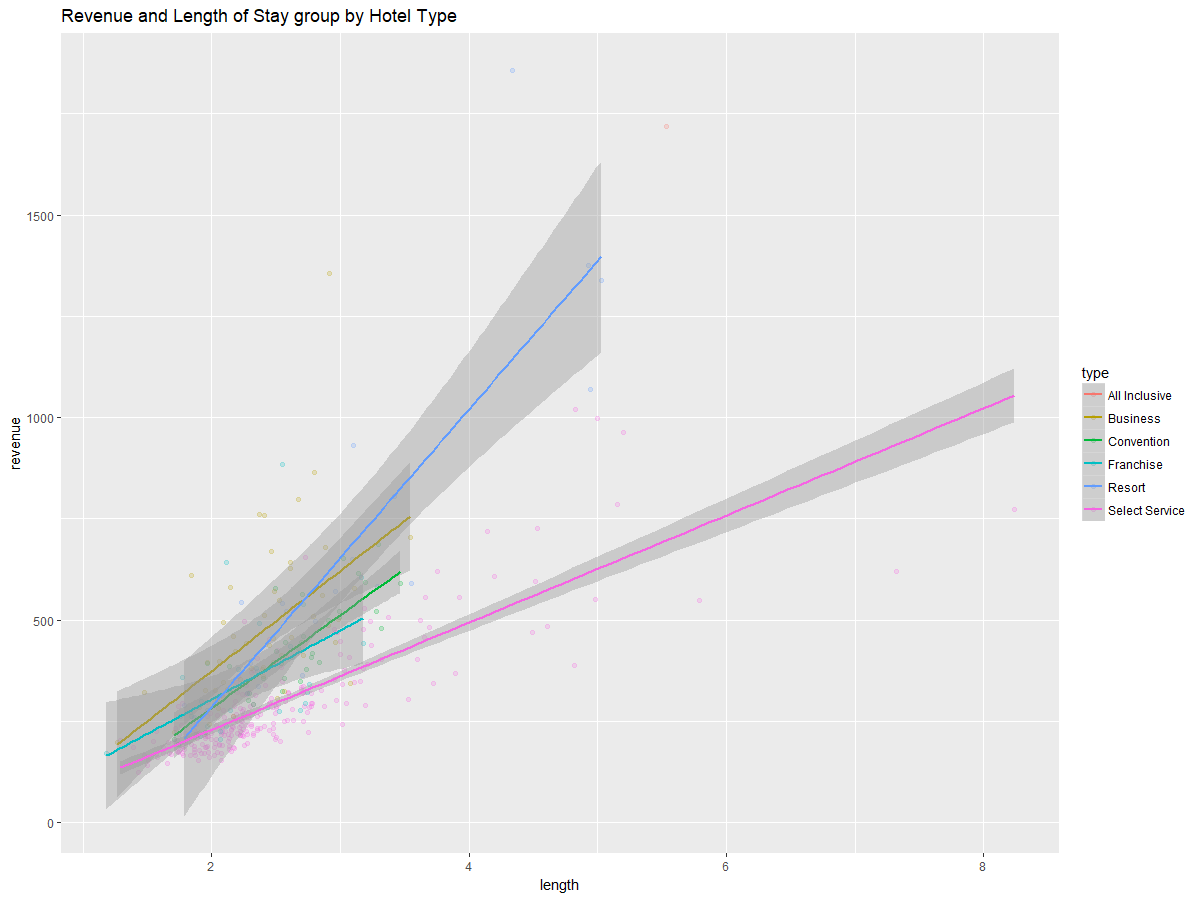 Revenue and Length of Stay group by Hotel Type
1500
1000
500
0
revenue
2
4
6
8
length
type
All Inclusive
Business
Convention
Franchise
Resort
Select Service